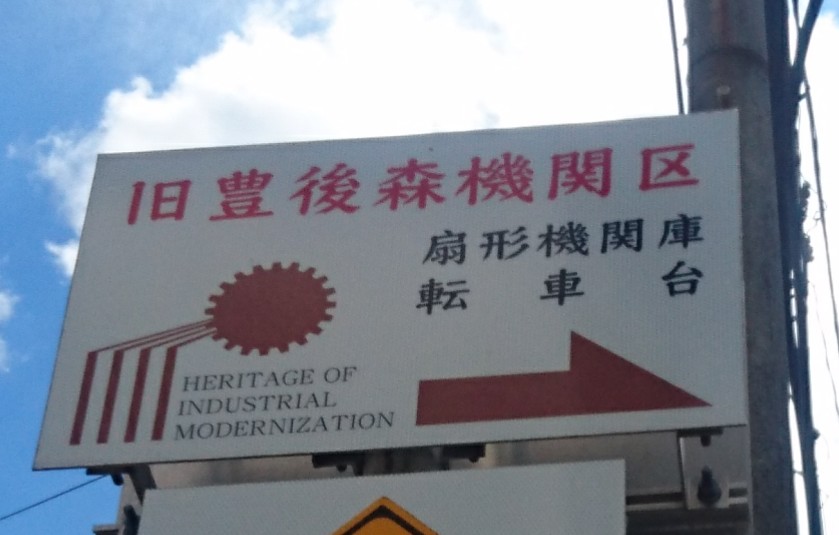 旧豊後森機関区
扇形機関庫
転車台
HERITAGE OF
INDUSTRIAL
MODERNIZATION